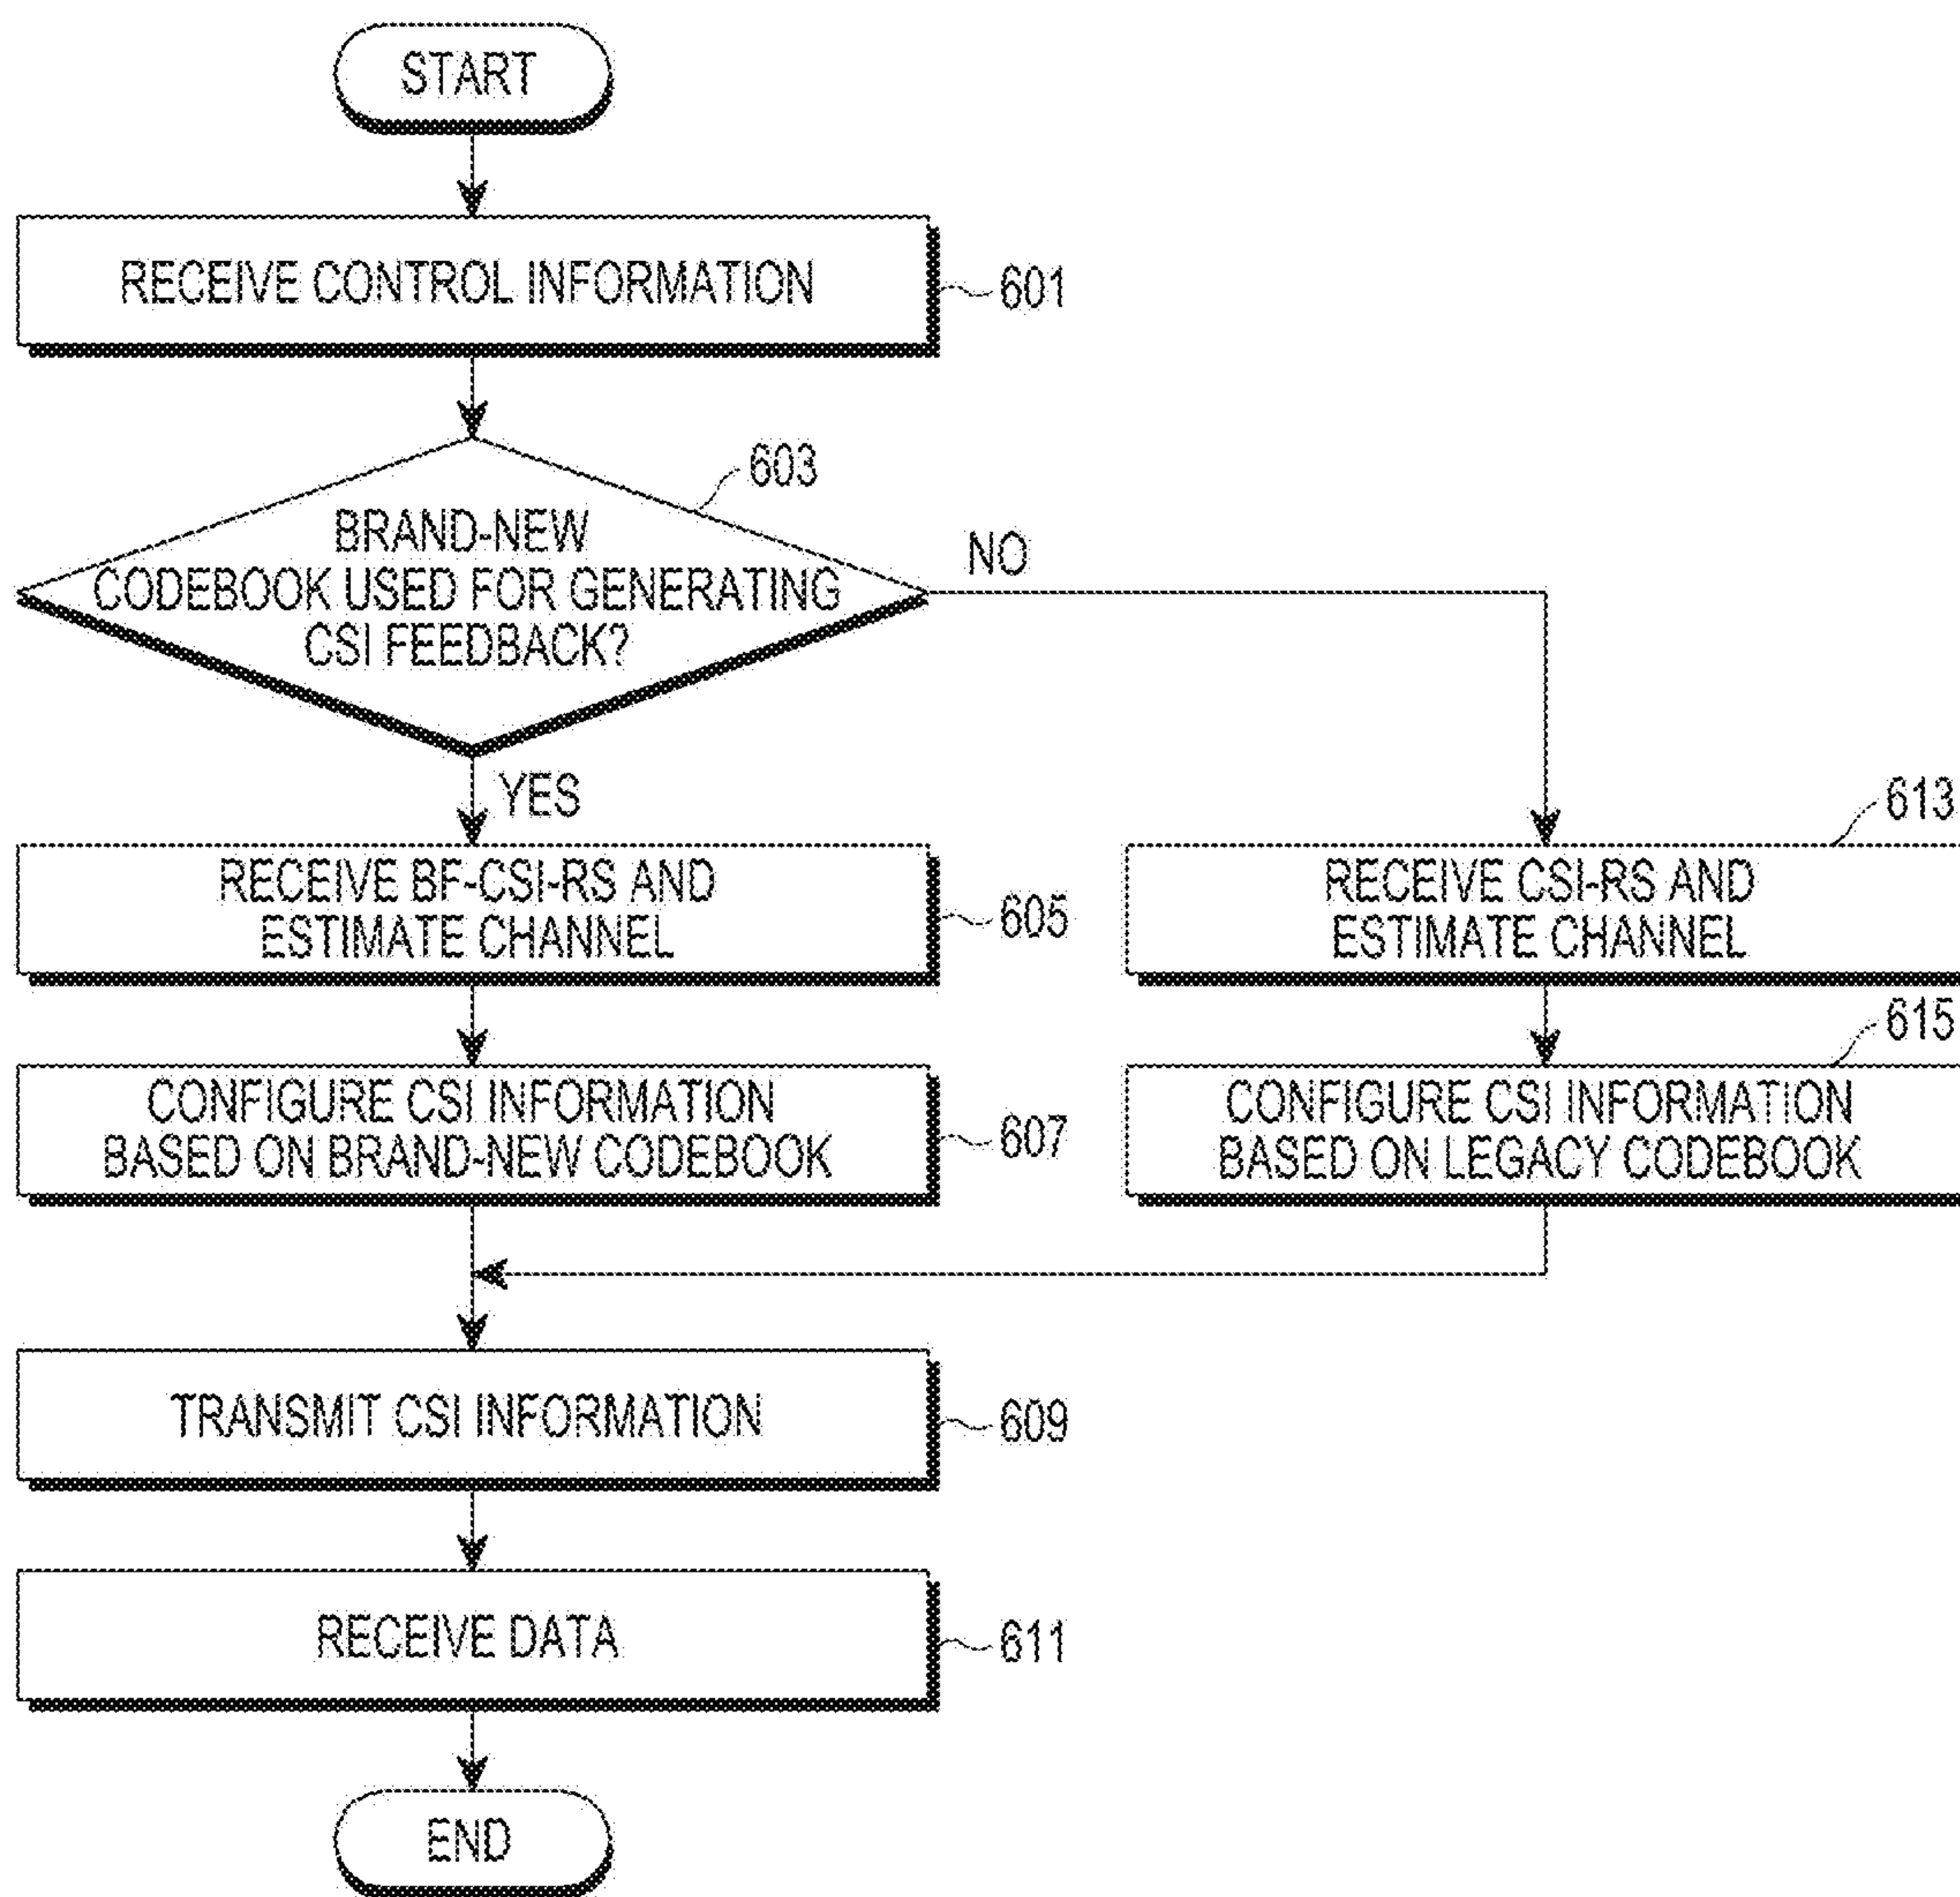 START
RECEIVE CONTROL INFORMATION
601
603
BRAND-NEW
CODEBOOK USED FOR GENERATING
CSI FEEDBACK?
NO
YES
RECEIVE BF-CSI-RS AND
ESTIMATE CHANNEL
605
613
RECEIVE CSI-RS AND
ESTIMATE CHANNEL
CONFIGURE CSI INFORMATION
BASED ON BRAND-NEW CODEBOOK
607
615
CONFIGURE CSI INFORMATION
BASED ON LEGACY CODEBOOK
TRANSMIT CSI INFORMATION
609
RECEIVE DATA
611
END